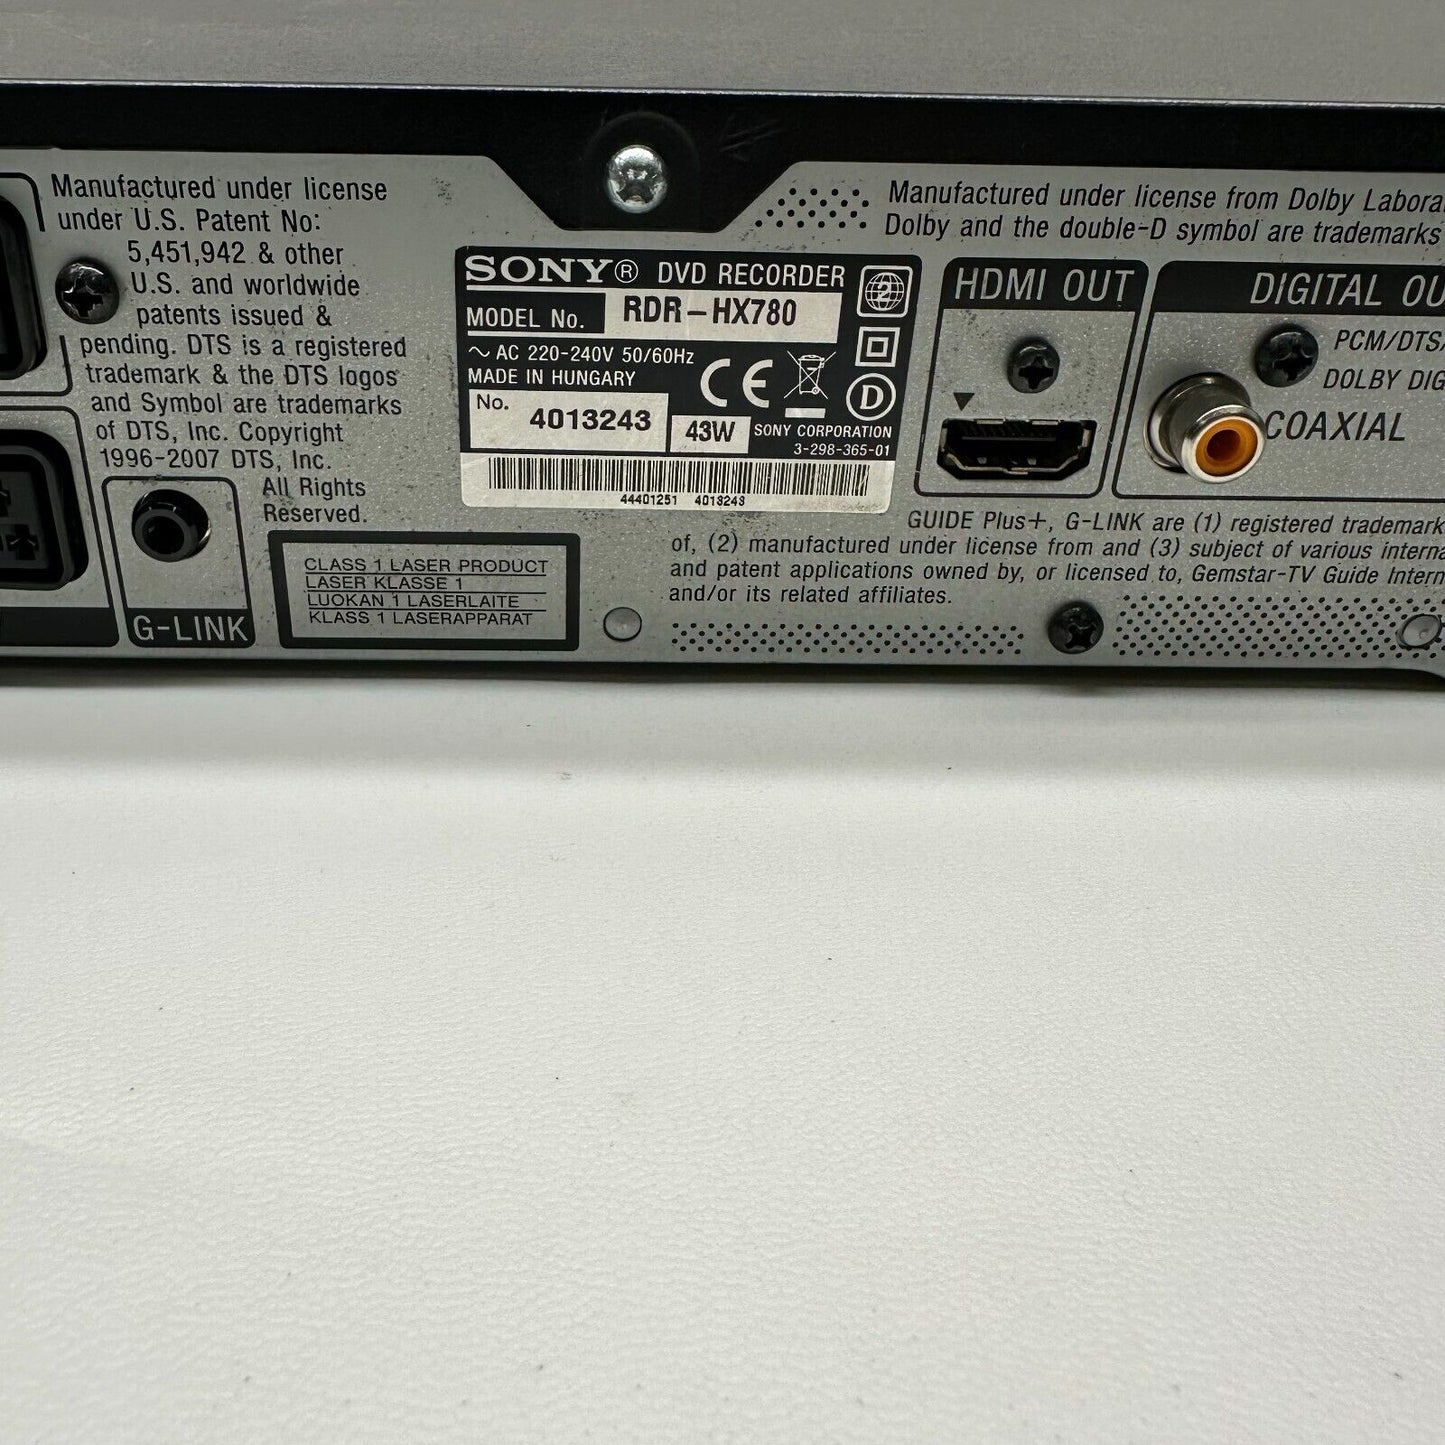 Manufactured under license
under U.S. Patent No:
5,451,942 & other
U.S. and worldwide
patents issued &
pending. DTS is a registered
trademark & the DTS logos
and Symbol are trademarks
of DTS, Inc. Copyright
1996-2007 DTS, Inc.
All Rights
Reserved.
G-LINK
CLASS 1 LASER PRODUCT
LASER KLASSE 1
LUOKAN 1 LASERLAITE
KLASS 1 LASERAPPARAT
SONY® DVD RECORDER
MODEL No. RDR-HX780
~ AC 220-240V 50/60Hz
MADE IN HUNGARY
No. 4013243
43W
CE
2
D
SONY CORPORATION
3-298-365-01
44401251 4013243
Manufactured under license from Dolby
Dolby and the double-D symbol are trademarks
HDMI OUT
DIGITAL
PCM/DTS/
DOLBY
COAXIAL
GUIDE Plus+, G-LINK are (1) registered
of, (2) manufactured under license from and (3) subject of various
and patent applications owned by, or licensed to, Gemstar-TV Guide
and/or its related affiliates.